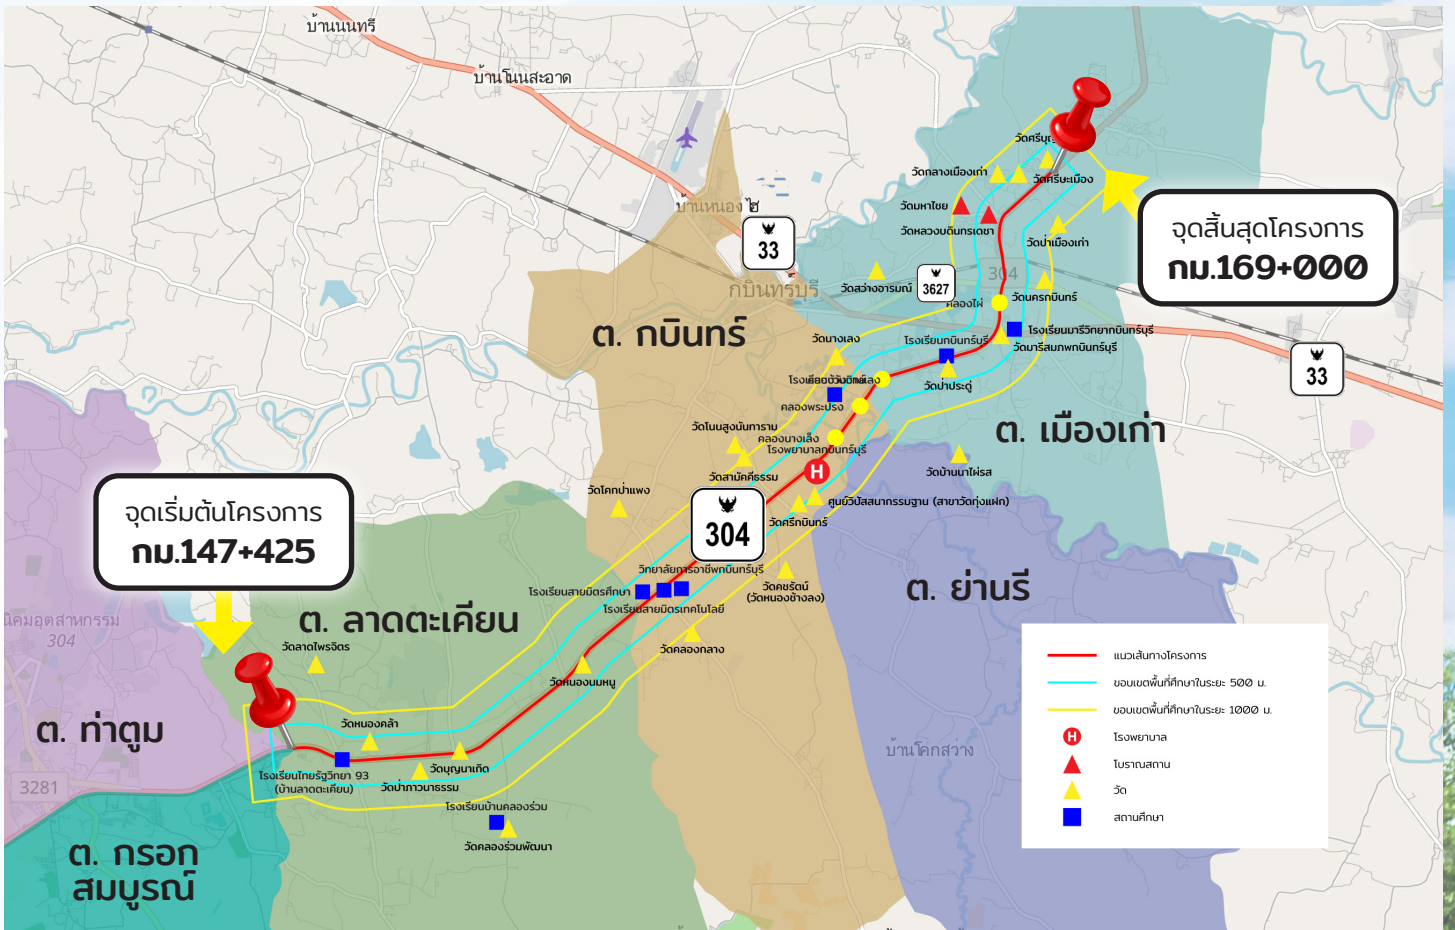 บ้านนนทรี
บ้านโนนสะอาด
วัดกลางเมืองเก่า
วัดศรีษะเมือง
บ้านหนอง ไฮ
วัดมหาไชย
วัดหลวงบดินทรเดชา
วัดป่าเมืองเก่า
จุดสิ้นสุดโครงการ
กม.169+000
33
304
วัดสว่างอารมณ์
3627
กบินทร์บุรี
คลองไผ่
วัดนครกบินทร์
ต. กบินทร์
วัดนางเลง
โรงเรียนกบินทร์บุรี
โรงเรียนมารีวิทยากบินทร์บุรี
วัดมารีสมภพกบินทร์บุรี
33
วัดป่าประดู่
คลองพระปรง
ต. เมืองเก่า
วัดโนนสูงนันทาราม
คลองนางเล็ง
โรงพยาบาลกบินทร์บุรี
วัดบ้านนาไผ่รส
วัดสามัคคีธรรม
H
วัดโคกป่าแพง
ศูนย์วิปัสสนากรรมฐาน (สาขาวัดทุ่งแฝก)
จุดเริ่มต้นโครงการ
กม.147+425
304
วัดศรีกบินทร์
วิทยาลัยการอาชีพกบินทร์บุรี
โรงเรียนสายมิตรศึกษา
วัดคชรัตน์
(วัดหนองช้างลง)
ต. ย่านรี
โรงเรียนสายมิตรเทคโนโลยี
นิคมอุตสาหกรรม
304
ต. ลาดตะเคียน
วัดลาดไพรจิตร
วัดคลองกลาง
แนวเส้นทางโครงการ
วัดหนองนมหนู
ขอบเขตพื้นที่ศึกษาในระยะ 500 ม.
ขอบเขตพื้นที่ศึกษาในระยะ 1000 ม.
ต. ท่าตูม
วัดหนองคล้า
H
โรงพยาบาล
บ้านโคกสว่าง
โบราณสถาน
วัดบุญนาเกิด
โรงเรียนไทยรัฐวิทยา 93
(บ้านลาดตะเคียน)
วัดป่าภาวนาธรรม
3281
วัด
โรงเรียนบ้านคลองร่วม
สถานศึกษา
วัดคลองร่วมพัฒนา
ต. กรอก
สมบูรณ์